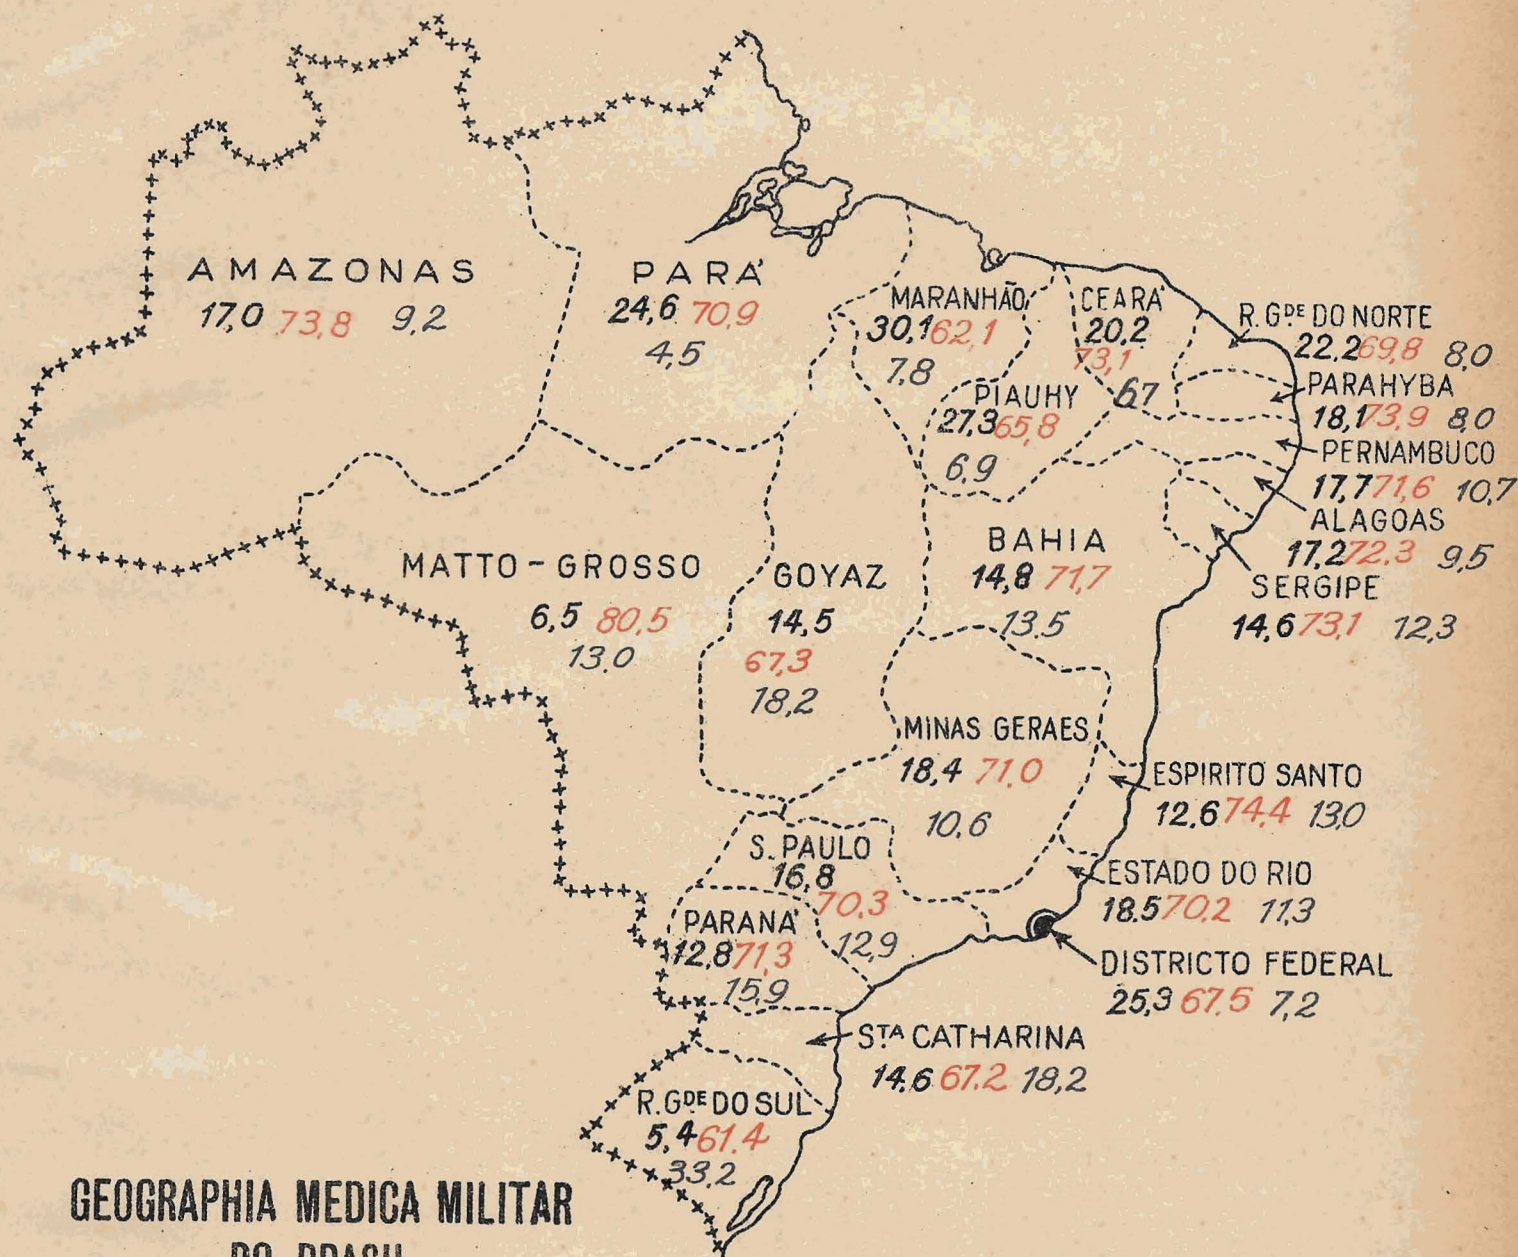 AMAZONAS
17,0 73,8 9,2
PARÁ
24,6 70,9
4,5
MARANHÃO
30,1 62,1
7,8
CEARÁ
20,2
73,1
6,7
PIAUHY
27,3 65,8
6,9
R. GDE DO NORTE
22,2 69,8 8,0
PARAHYBA
18,1 73,9 8,0
PERNAMBUCO
17,7 71,6 10,7
ALAGOAS
17,2 72,3 9,5
SERGIPE
14,6 73,1 12,3
BAHIA
14,8 71,7
13,5
MATTO-GROSSO
6,5 80,5
13,0
GOYAZ
14,5
67,3
18,2
MINAS GERAES
18,4 71,0
10,6
ESPIRITO SANTO
12,6 74,4 13,0
S. PAULO
16,8
70,3
12,9
ESTADO DO RIO
18.5 70,2 11,3
PARANÁ
12,8 71,3
15,9
DISTRICTO FEDERAL
25,3 67,5 7,2
STA CATHARINA
14,6 67,2 18,2
R. GDE DO SUL
5,4 61,4
33,2
GEOGRAPHIA MEDICA MILITAR
DO BRASIL